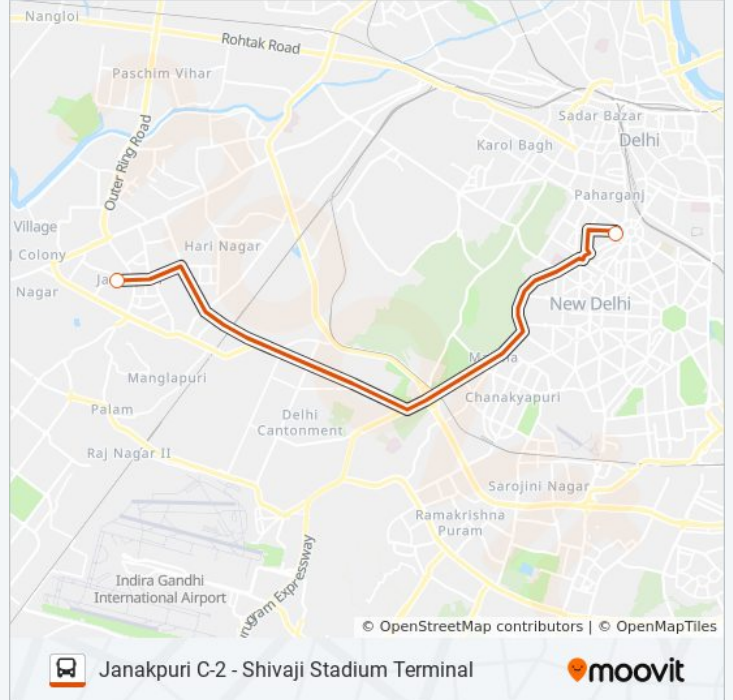 Nangloi
Rohtak Road
Paschim Vihar
Sadar Bazar
Delhi
Karol Bagh
Outer Ring Road
Paharganj
Village
J Colony
Hari Nagar
Nagar
New Delhi
Manglapuri
Chanakyapuri
Palam
Delhi
Cantonment
Raj Nagar II
Sarojini Nagar
Ramakrishna
Puram
Indira Gandhi
International Airport
Expressway
© OpenStreetMap contributors | © OpenMapTiles
Janakpuri C-2 - Shivaji Stadium Terminal
moovit